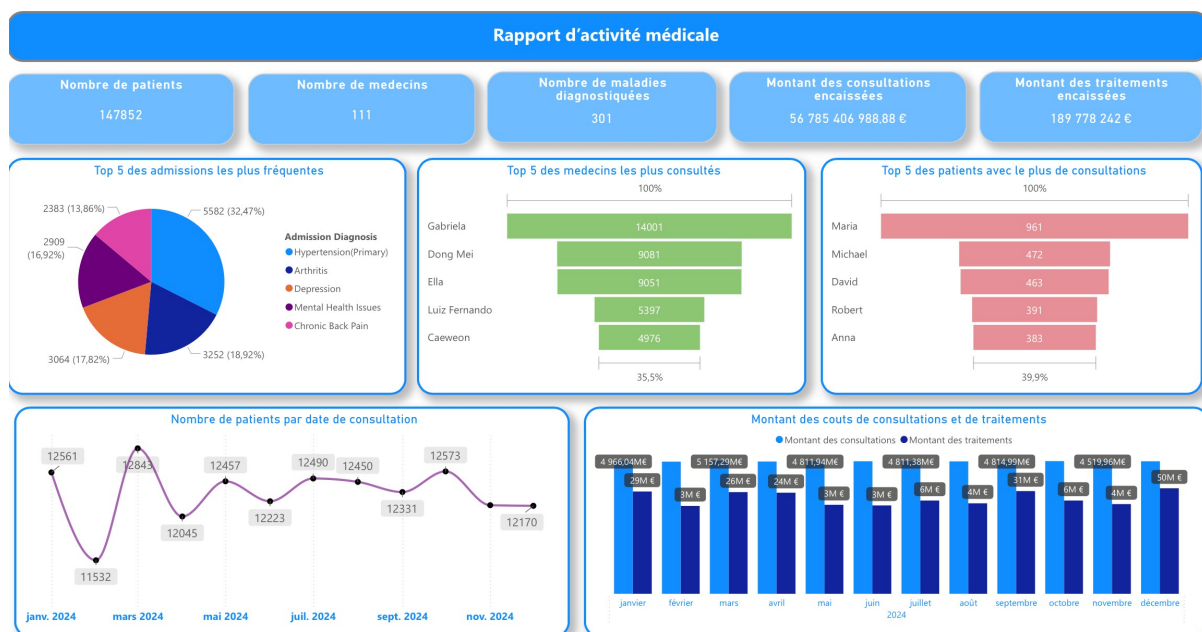 Rapport d’activité médicale
Nombre de patients
147852
Nombre de medecins
111
Nombre de maladies
diagnostiquées
301
Montant des consultations
encaissées
56 785 406 988,88 €
Montant des traitements
encaissées
189 778 242 €
Top 5 des admissions les plus fréquentes
2383 (13,86%)
5582 (32,47%)
2909
(16,92%)
3064 (17,82%)
3252 (18,92%)
Admission Diagnosis
Hypertension(Primary)
Arthritis
Depression
Mental Health Issues
Chronic Back Pain
Top 5 des medecins les plus consultés
100%
Gabriela 14001
Dong Mei 9081
Ella 9051
Luiz Fernando 5397
Caeweon 4976
35,5%
Top 5 des patients avec le plus de consultations
100%
Maria 961
Michael 472
David 463
Robert 391
Anna 383
39,9%
Nombre de patients par date de consultation
12561
11532
12843
12045
12457
12223
12490
12450
12331
12573
12170
janv. 2024 mars 2024 mai 2024 juil. 2024 sept. 2024 nov. 2024
Montant des couts de consultations et de traitements
Montant des consultations Montant des traitements
4 966,04M€ 5 157,29M€ 4 811,94M€ 4 811,38M€ 4 814,99M€ 4 519,96M€
29M € 3M € 26M € 24M € 3M € 3M € 6M € 4M € 31M € 6M € 4M € 50M €
janvier février mars avril mai juin juillet août septembre octobre novembre décembre
2024